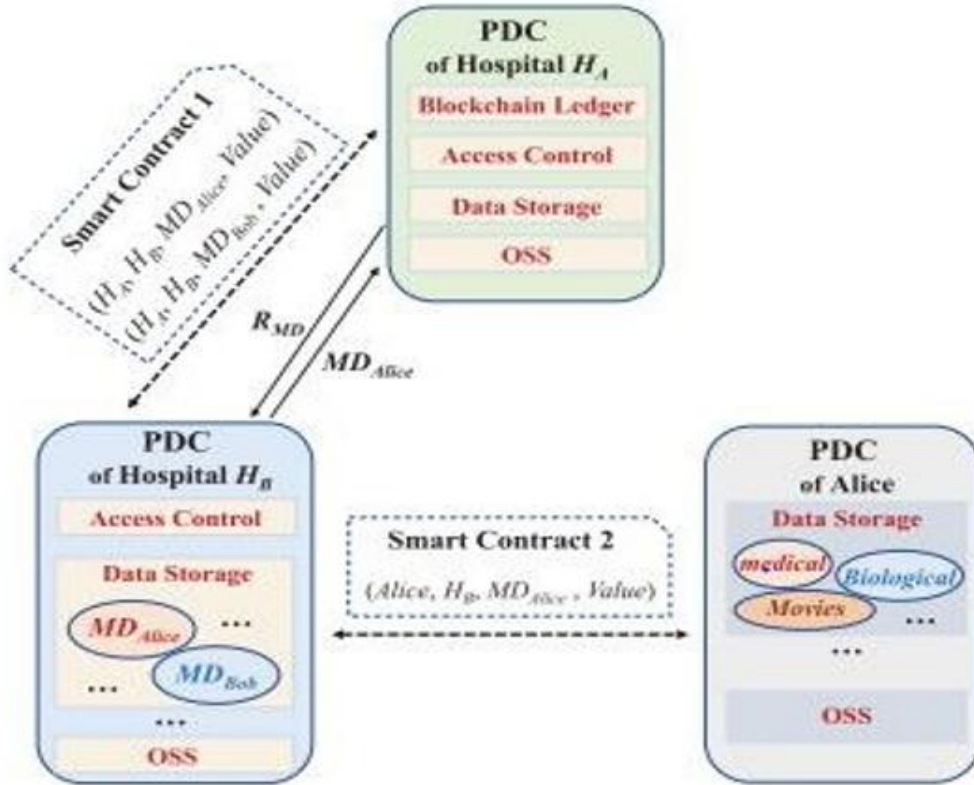 PDC
of Hospital H_A
Blockchain Ledger
Access Control
Data Storage
OSS
Smart Contract 1
(H_A, H_B, MD_Alice, Value)
(H_A, H_B, MD_Bob, Value)
R_MD
MD_Alice
PDC
of Hospital H_B
Access Control
Data Storage
MD_Alice
...
MD_Bob
...
...
OSS
Smart Contract 2
(Alice, H_B, MD_Alice, Value)
PDC
of Alice
Data Storage
medical
Biological
Movies
...
...
OSS